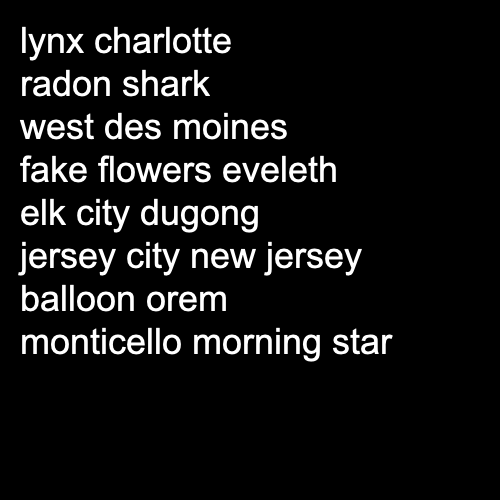 lynx charlotte
radon shark
west des moines
fake flowers eveleth
elk city dugong
jersey city new jersey
balloon orem
monticello morning star